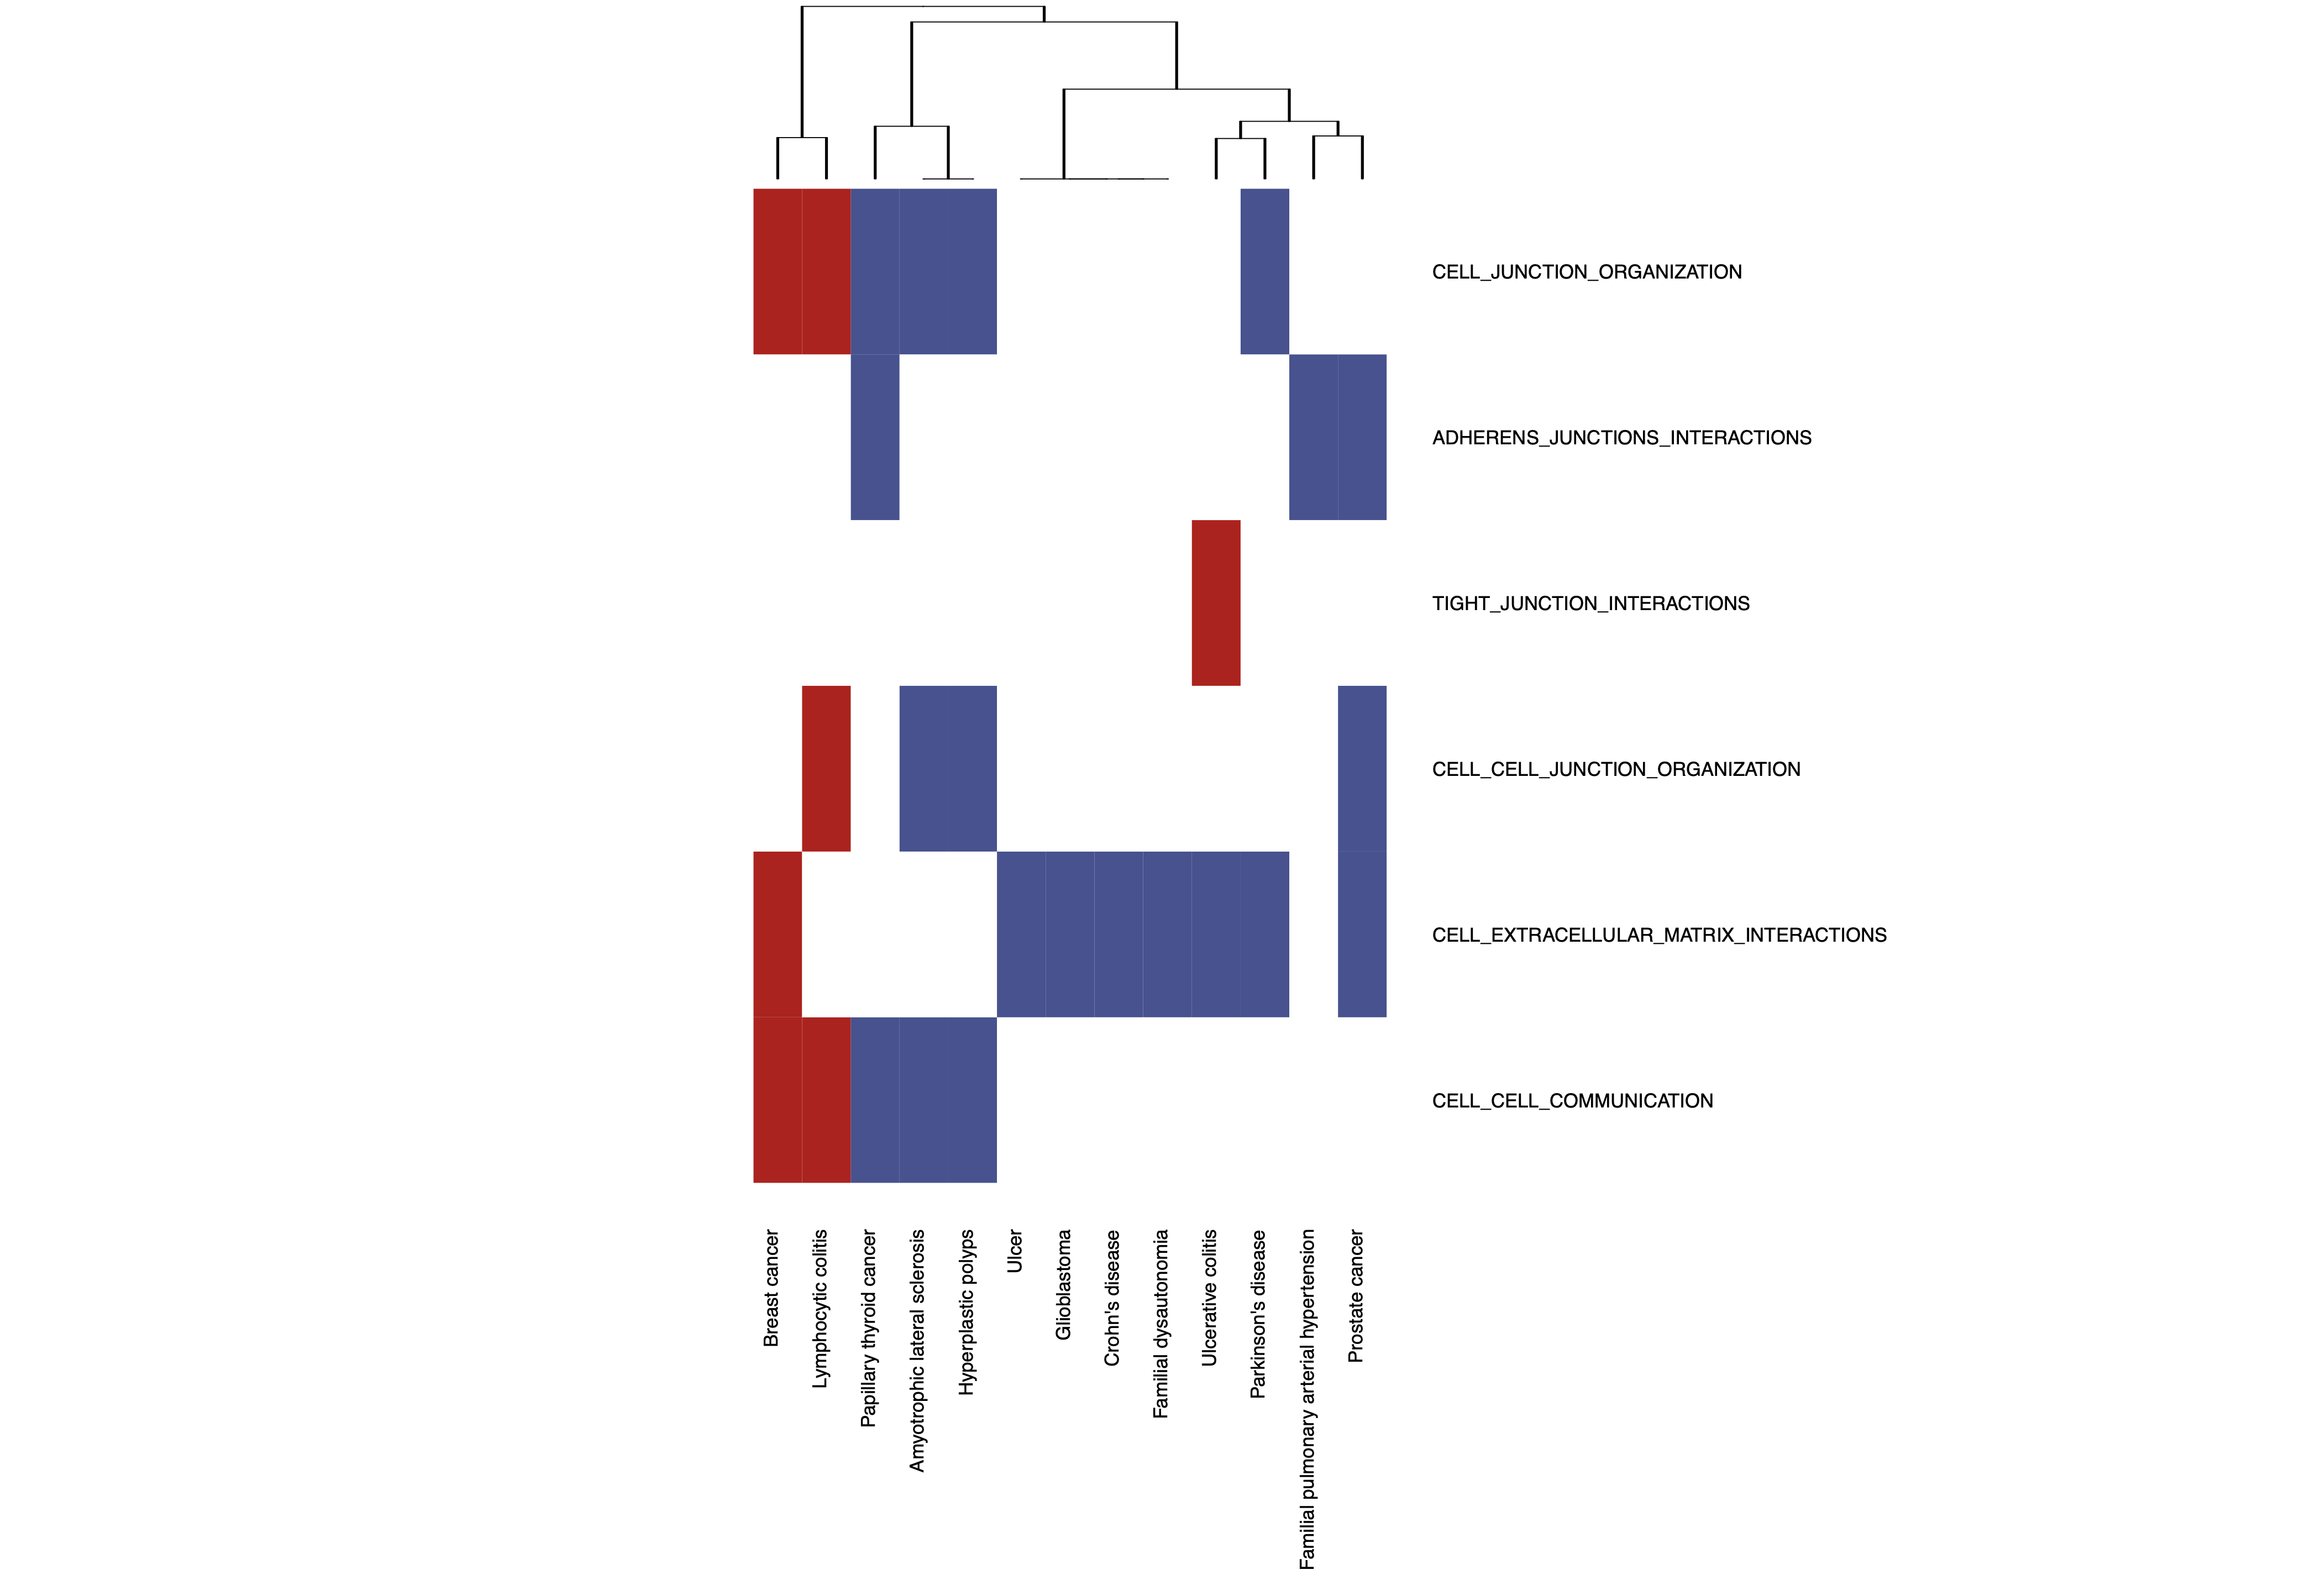 CELL_JUNCTION_ORGANIZATION
ADHERENS_JUNCTIONS_INTERACTIONS
TIGHT_JUNCTION_INTERACTIONS
CELL_CELL_JUNCTION_ORGANIZATION
CELL_EXTRACELLULAR_MATRIX_INTERACTIONS
CELL_CELL_COMMUNICATION
Breast cancer
Lymphocytic colitis
Papillary thyroid cancer
Amyotrophic lateral sclerosis
Hyperplastic polyps
Ulcer
Glioblastoma
Crohn's disease
Familial dysautonomia
Ulcerative colitis
Parkinson's disease
Familial pulmonary arterial hypertension
Prostate cancer